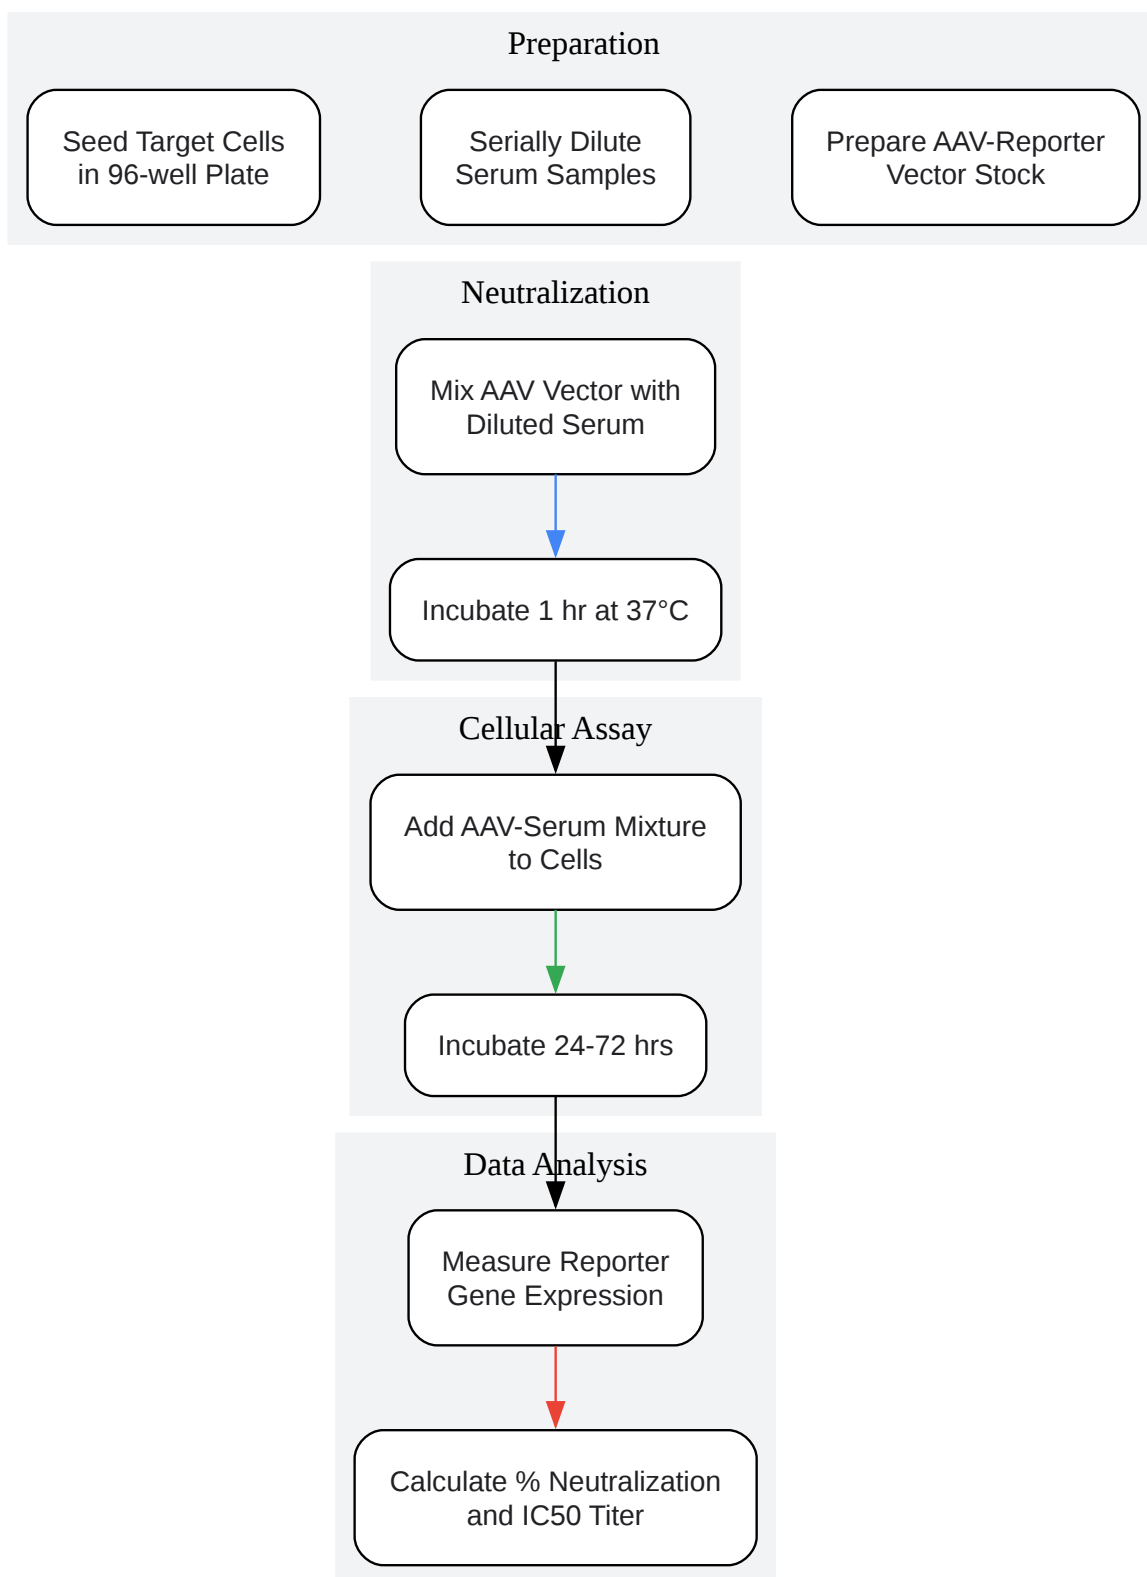 Preparation
Seed Target Cells
in 96-well Plate
Serially Dilute
Serum Samples
Prepare AAV-Reporter
Vector Stock
Neutralization
Mix AAV Vector with
Diluted Serum
Incubate 1 hr at 37°C
Cellular Assay
Add AAV-Serum Mixture
to Cells
Incubate 24-72 hrs
Data Analysis
Measure Reporter
Gene Expression
Calculate % Neutralization
and IC50 Titer